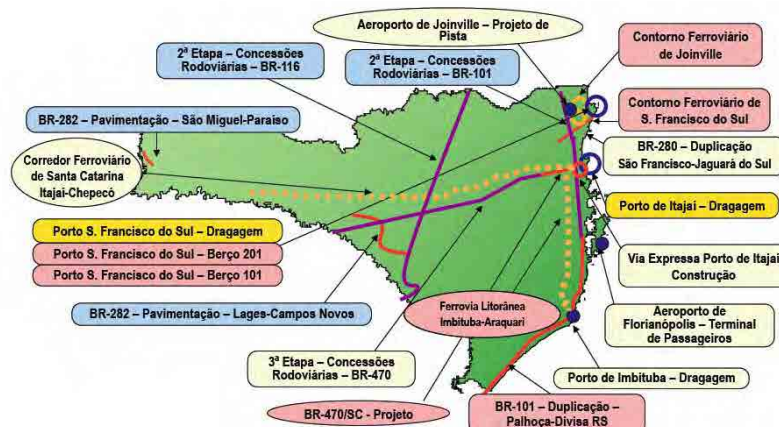 Aeroporto de Joinville – Projeto de
Pista
Contorno Ferroviário
de Joinville
2ª Etapa – Concessões
Rodoviárias – BR-116
2ª Etapa – Concessões
Rodoviárias – BR-101
Contorno Ferroviário de
S. Francisco do Sul
BR-282 – Pavimentação – São Miguel-Paraiso
BR-280 – Duplicação
São Francisco-Jaguará do Sul
Corredor Ferroviário
de Santa Catarina
Itajaí-Chepecó
Porto de Itajaí – Dragagem
Porto S. Francisco do Sul – Dragagem
Porto S. Francisco do Sul – Berço 201
Porto S. Francisco do Sul – Berço 101
Via Expressa Porto de Itajaí
Construção
BR-282 – Pavimentação – Lages-Campos Novos
Ferrovia Litorânea
Imbituba-Araquari
Aeroporto de
Florianópolis – Terminal
de Passageiros
3ª Etapa – Concessões
Rodoviárias – BR-470
Porto de Imbituba – Dragagem
BR-470/SC - Projeto
BR-101 – Duplicação –
Palhoça-Divisa RS